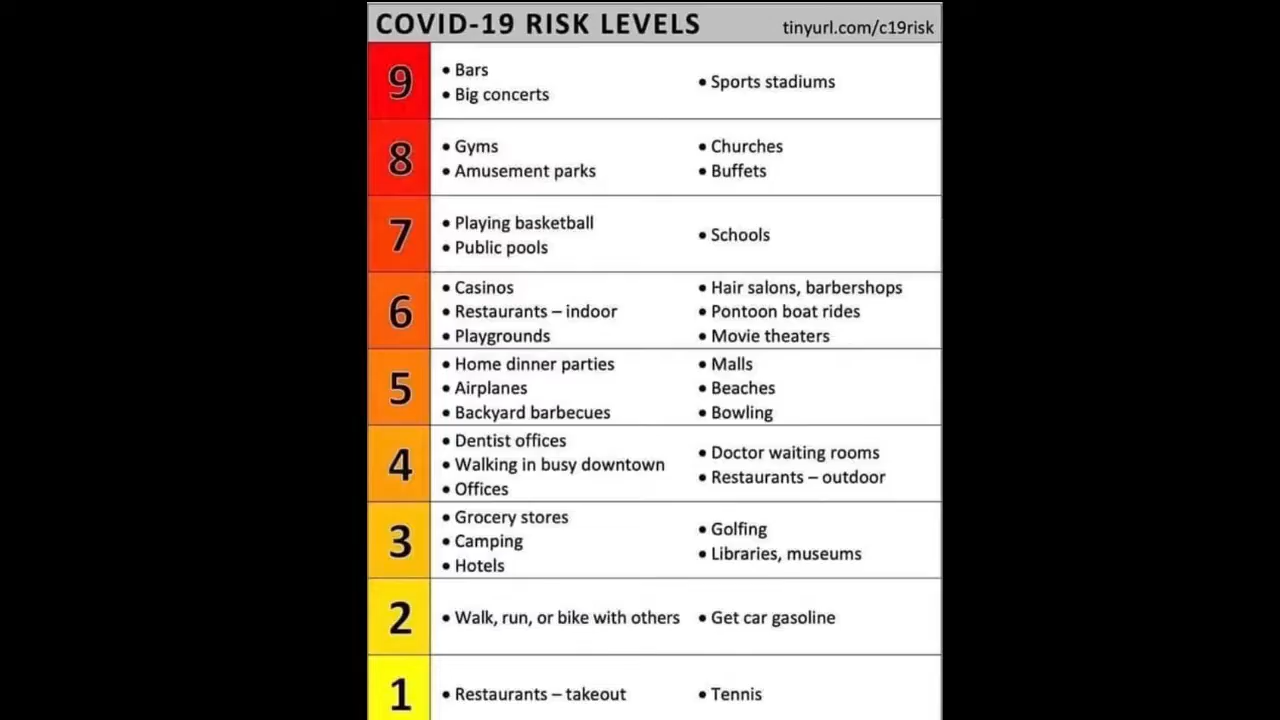 COVID-19 RISK LEVELS tinyurl.com/c19risk
9
• Bars
• Big concerts
• Sports stadiums
8
• Gyms
• Amusement parks
• Churches
• Buffets
7
• Playing basketball
• Public pools
• Schools
6
• Casinos
• Restaurants – indoor
• Playgrounds
• Hair salons, barbershops
• Pontoon boat rides
• Movie theaters
5
• Home dinner parties
• Airplanes
• Backyard barbecues
• Malls
• Beaches
• Bowling
4
• Dentist offices
• Walking in busy downtown
• Offices
• Doctor waiting rooms
• Restaurants – outdoor
3
• Grocery stores
• Camping
• Hotels
• Golfing
• Libraries, museums
2
• Walk, run, or bike with others
• Get car gasoline
1
• Restaurants – takeout
• Tennis